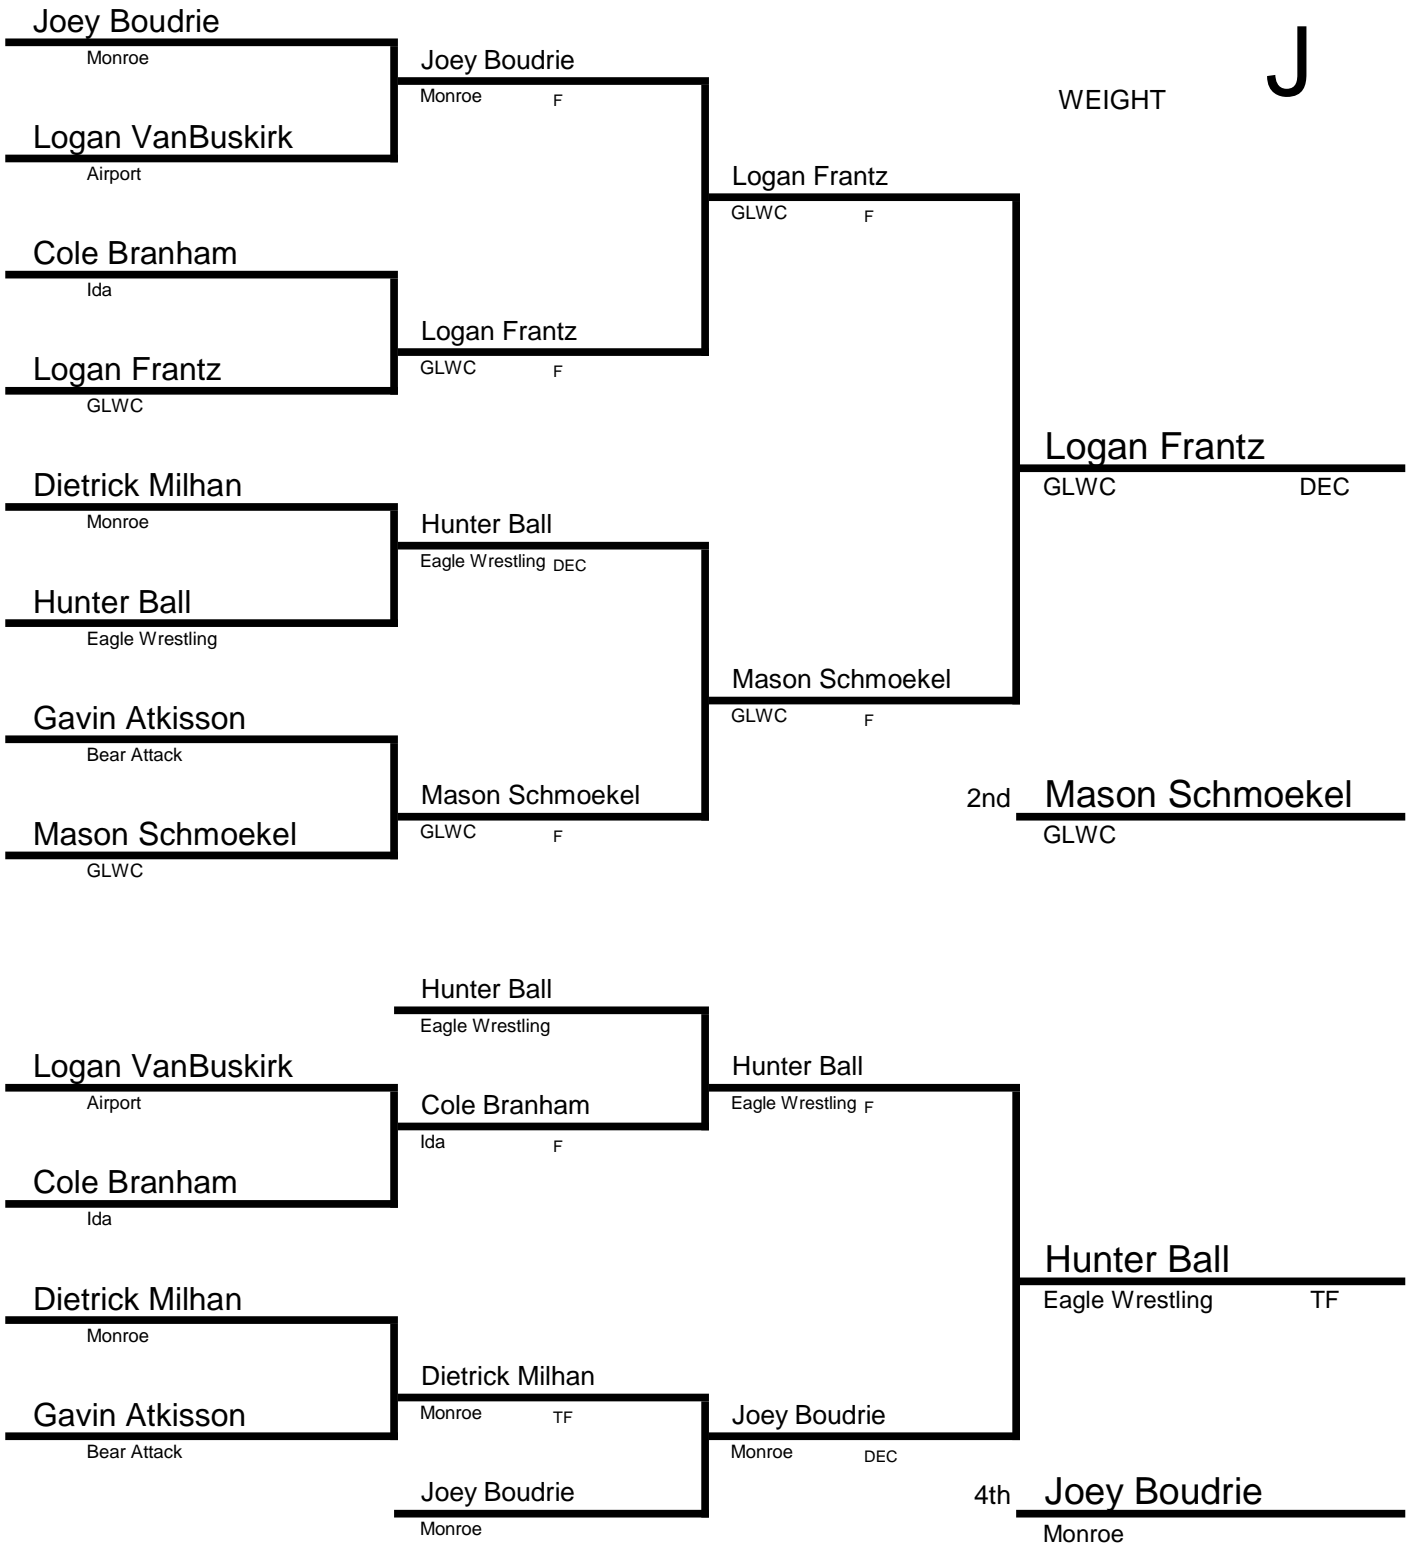 Joey Boudrie
Monroe
Joey Boudrie
Monroe F
WEIGHT J
Logan VanBuskirk
Airport
Logan Frantz
GLWC F
Cole Branham
Ida
Logan Frantz
GLWC F
Logan Frantz
GLWC
Logan Frantz
GLWC DEC
Dietrick Milhan
Monroe
Hunter Ball
Eagle Wrestling DEC
Hunter Ball
Eagle Wrestling
Mason Schmoekel
GLWC F
Gavin Atkisson
Bear Attack
Mason Schmoekel
GLWC F
2nd Mason Schmoekel
GLWC
Mason Schmoekel
GLWC
Hunter Ball
Eagle Wrestling
Logan VanBuskirk
Airport
Hunter Ball
Eagle Wrestling F
Cole Branham
Ida F
Cole Branham
Ida
Hunter Ball
Eagle Wrestling TF
Dietrick Milhan
Monroe
Dietrick Milhan
Monroe TF
Gavin Atkisson
Bear Attack
Joey Boudrie
Monroe DEC
Joey Boudrie
Monroe
4th Joey Boudrie
Monroe